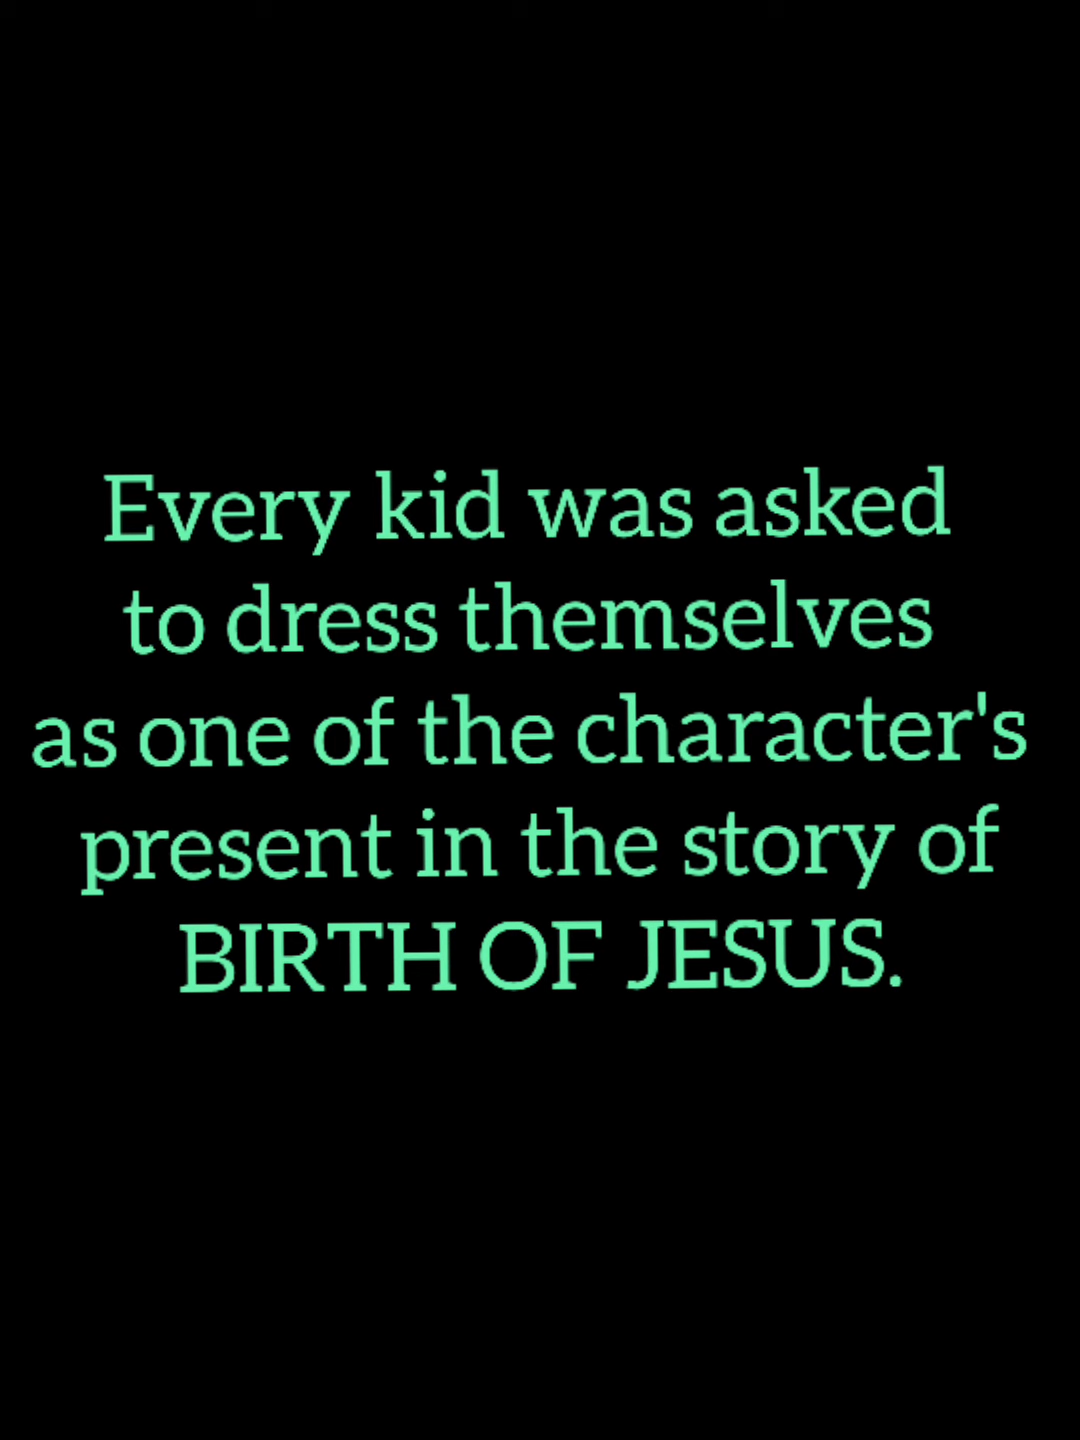 Every kid was asked
to dress themselves
as one of the character's
present in the story of
BIRTH OF JESUS.